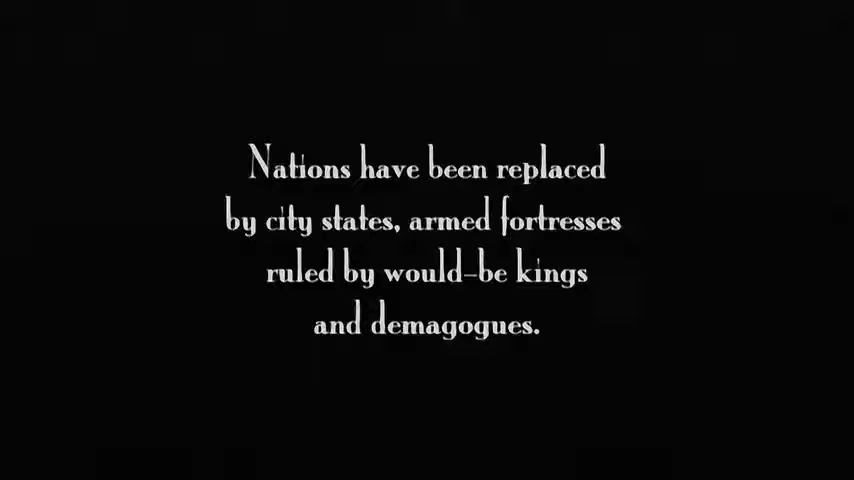 Nations have been replaced
by city states, armed fortresses
ruled by would-be kings
and demagogues.